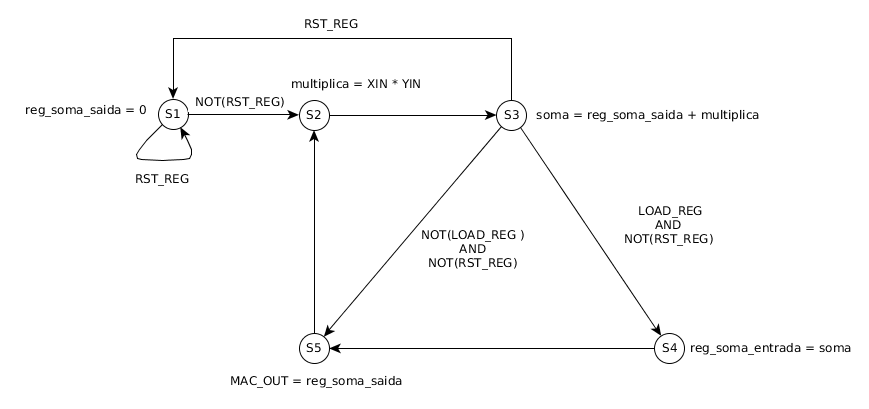 RST_REG
multiplica = XIN * YIN
reg_soma_saida = 0
S1
NOT(RST_REG)
S2
S3
soma = reg_soma_saida + multiplica
RST_REG
LOAD_REG
AND
NOT(RST_REG)
NOT(LOAD_REG )
AND
NOT(RST_REG)
S5
S4
reg_soma_entrada = soma
MAC_OUT = reg_soma_saida